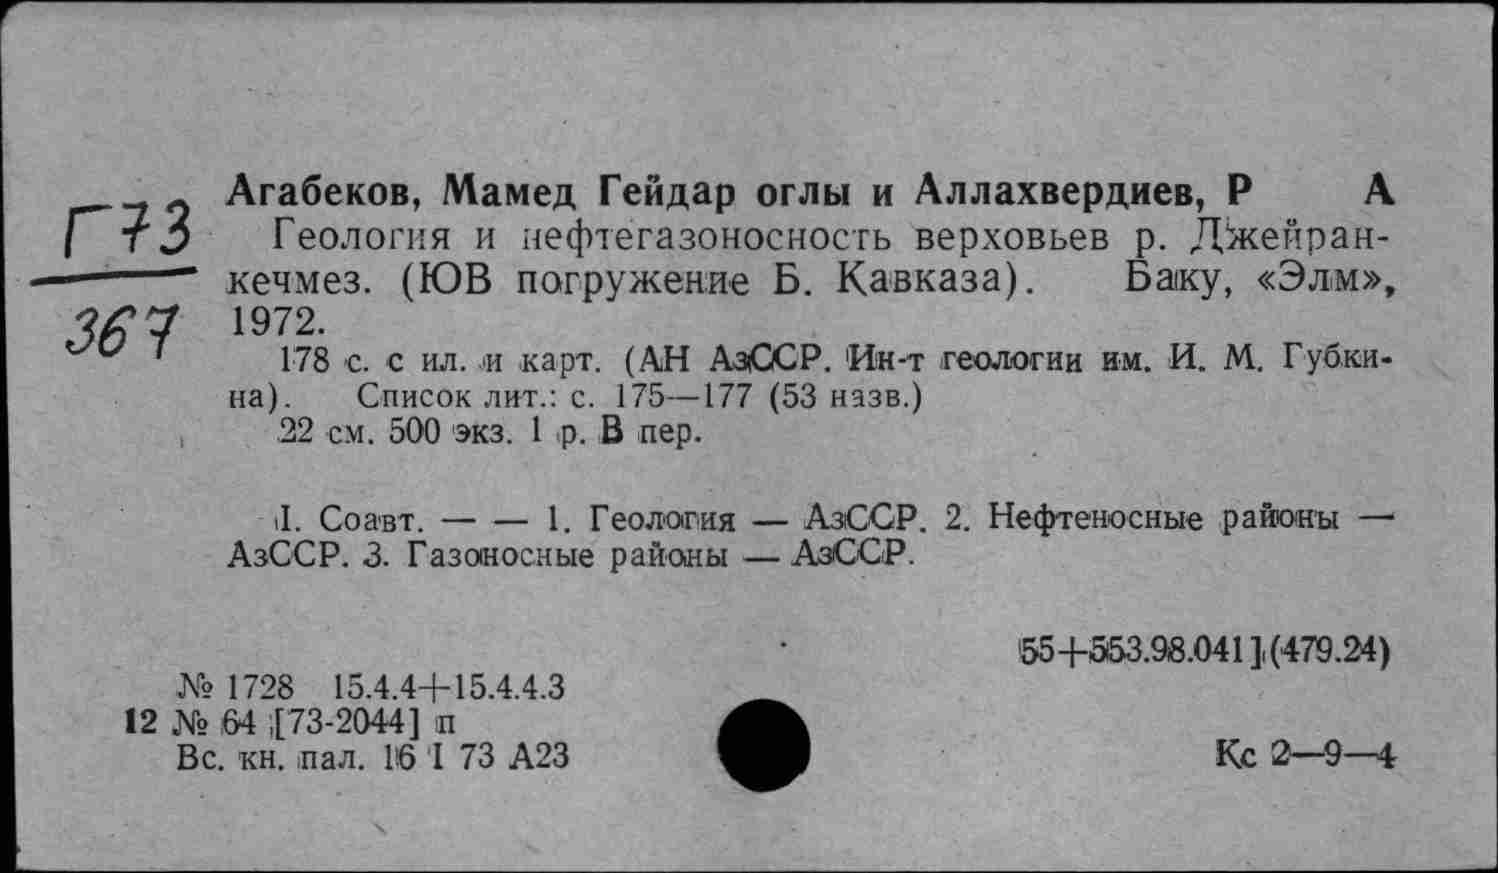 Г73
367
Агабеков, Мамед Гейдар оглы и Аллахвердиев, Р А
Геология и нефтегазоносность верховьев р. Джейран-
кечмез. (ЮВ погружение Б. Кавказа). Баку, «Элм»,
1972.
178 с. с ил. и карт. (АН АзССР. Ин-т геологии им. И. М. Губки-
на). Список лит.: с. 175—177 (53 назв.)
22 см. 500 экз. 1 р. В пер.
I. Соавт. — — 1. Геология — АзССР. 2. Нефтеносные районы —
АзССР. 3. Газоносные районы — АзССР.
55+553.98.041](479.24)
№ 1728 15.4.4+15.4.4.3
12 № 64 [73-2044] п
Вс. кн. пал. 16 I 73 А23
Кс 2—9—4